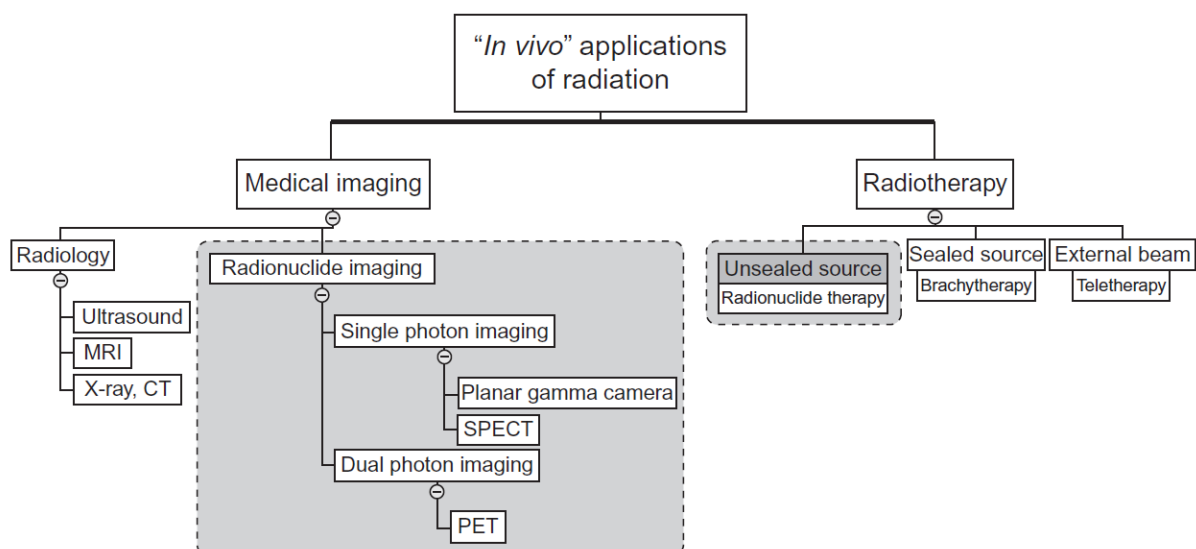 “In vivo” applications
of radiation
Medical imaging
Radiotherapy
Radiology
Ultrasound
MRI
X-ray, CT
Radionuclide imaging
Single photon imaging
Planar gamma camera
SPECT
Dual photon imaging
PET
Unsealed source
Radionuclide therapy
Sealed source
Brachytherapy
External beam
Teletherapy